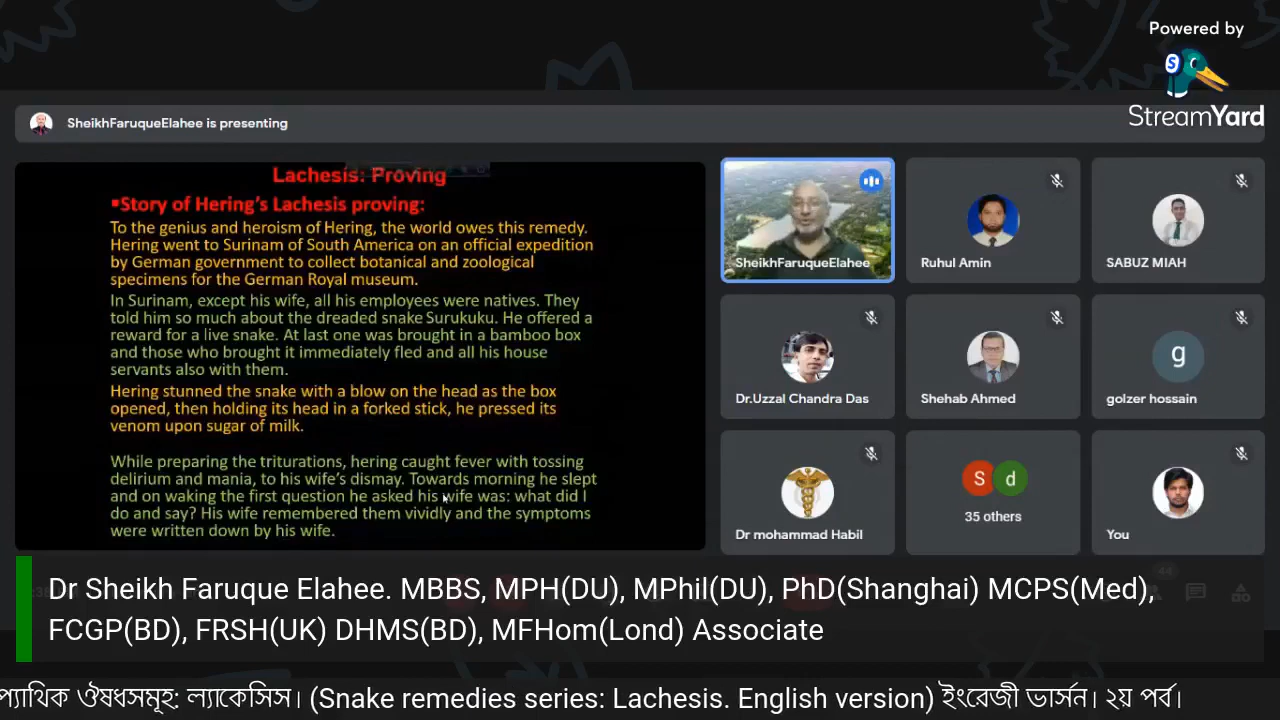 Powered by
StreamYard
SheikhFaruqueElahee is presenting
Lachesis: Proving
▪Story of Hering's Lachesis proving:
To the genius and heroism of Hering, the world owes this remedy.
Hering went to Surinam of South America on an official expedition
by German government to collect botanical and zoological
specimens for the German Royal museum.
In Surinam, except his wife, all his employees were natives. They
told him so much about the dreaded snake Surukuku. He offered a
reward for a live snake. At last one was brought in a bamboo box
and those who brought it immediately fled and all his house
servants also with them.
Hering stunned the snake with a blow on the head as the box
opened, then holding its head in a forked stick, he pressed its
venom upon sugar of milk.
While preparing the triturations, hering caught fever with tossing
delirium and mania, to his wife's dismay. Towards morning he slept
and on waking the first question he asked his wife was: what did I
do and say? His wife remembered them vividly and the symptoms
were written down by his wife.
SheikhFaruqueElahee
Ruhul Amin
SABUZ MIAH
Dr.Uzzal Chandra Das
Shehab Ahmed
g
golzer hossain
Dr mohammad Habil
S d
35 others
You
44
Dr Sheikh Faruque Elahee. MBBS, MPH(DU), MPhil(DU), PhD(Shanghai) MCPS(Med),
FCGP(BD), FRSH(UK) DHMS(BD), MFHom(Lond) Associate
প্যাথিক ঔষধসমূহ: ল্যাকেসিস। (Snake remedies series: Lachesis. English version) ইংরেজী ভার্সন। ২য় পর্ব।